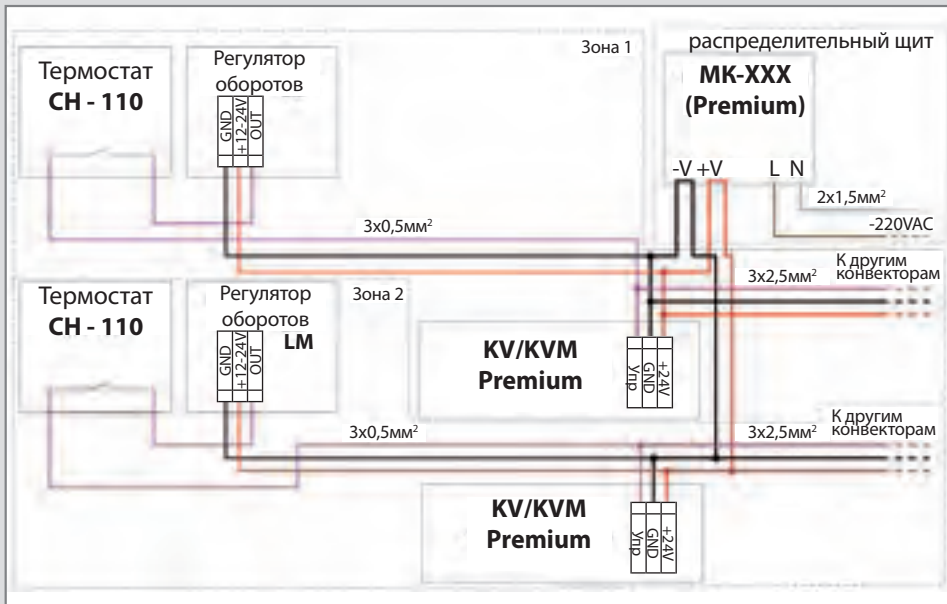 Зона 1
распределительный щит
Термостат
CH - 110
Регулятор
оборотов
GND
+12-24V
OUT
MK-XXX
(Premium)
-V +V L N
2x1,5мм²
-220VAC
3x0,5мм²
К другим
конвекторам
3x2,5мм²
Термостат
CH - 110
Регулятор
оборотов
LM
GND
+12-24V
OUT
Зона 2
KV/KVM
Premium
Упр
GND
+24V
3x0,5мм²
3x2,5мм²
К другим
конвекторам
KV/KVM
Premium
Упр
GND
+24V